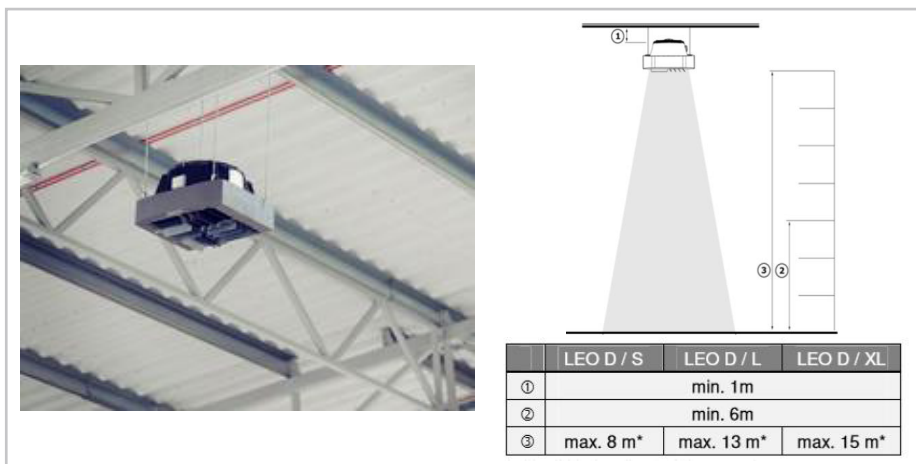 ①
③ ②
LEO D / S LEO D / L LEO D / XL
① min. 1m
② min. 6m
③ max. 8 m* max. 13 m* max. 15 m*